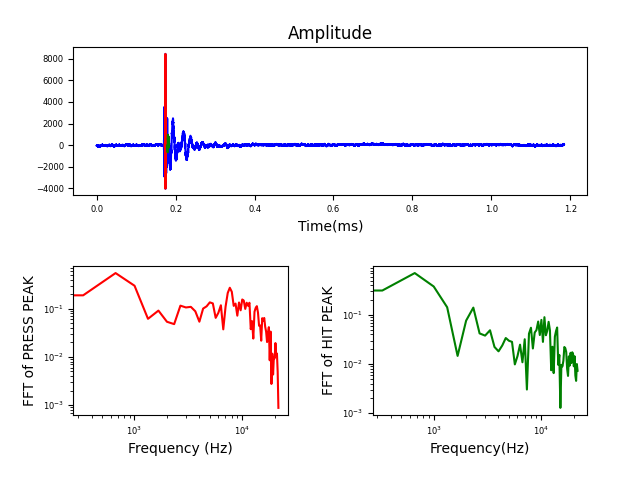 Amplitude
8000
6000
4000
2000
0
−2000
−4000
0.0 0.2 0.4 0.6 0.8 1.0 1.2
Time(ms)
FFT of PRESS PEAK
10⁻¹
10⁻²
10⁻³
10³ 10⁴
Frequency (Hz)
FFT of HIT PEAK
10⁻¹
10⁻²
10⁻³
10³ 10⁴
Frequency(Hz)